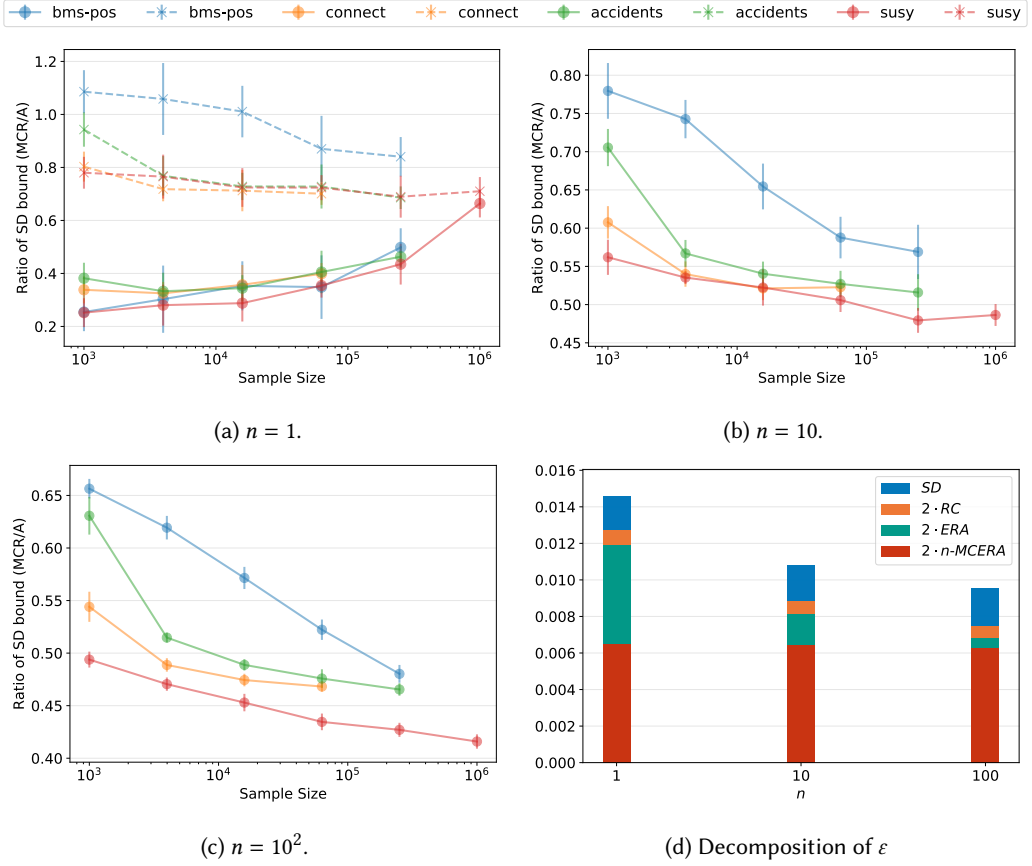 bms-pos bms-pos connect connect accidents accidents susy susy
Ratio of SD bound (MCR/A)
1.2
1.0
0.8
0.6
0.4
0.2
10³ 10⁴ 10⁵ 10⁶
Sample Size
(a) n = 1.
Ratio of SD bound (MCR/A)
0.80
0.75
0.70
0.65
0.60
0.55
0.50
0.45
10³ 10⁴ 10⁵ 10⁶
Sample Size
(b) n = 10.
Ratio of SD bound (MCR/A)
0.65
0.60
0.55
0.50
0.45
0.40
10³ 10⁴ 10⁵ 10⁶
Sample Size
(c) n = 10².
0.016
0.014
0.012
0.010
0.008
0.006
0.004
0.002
0.000
SD
2·RC
2·ERA
2·n-MCERA
1 10 100
n
(d) Decomposition of ε